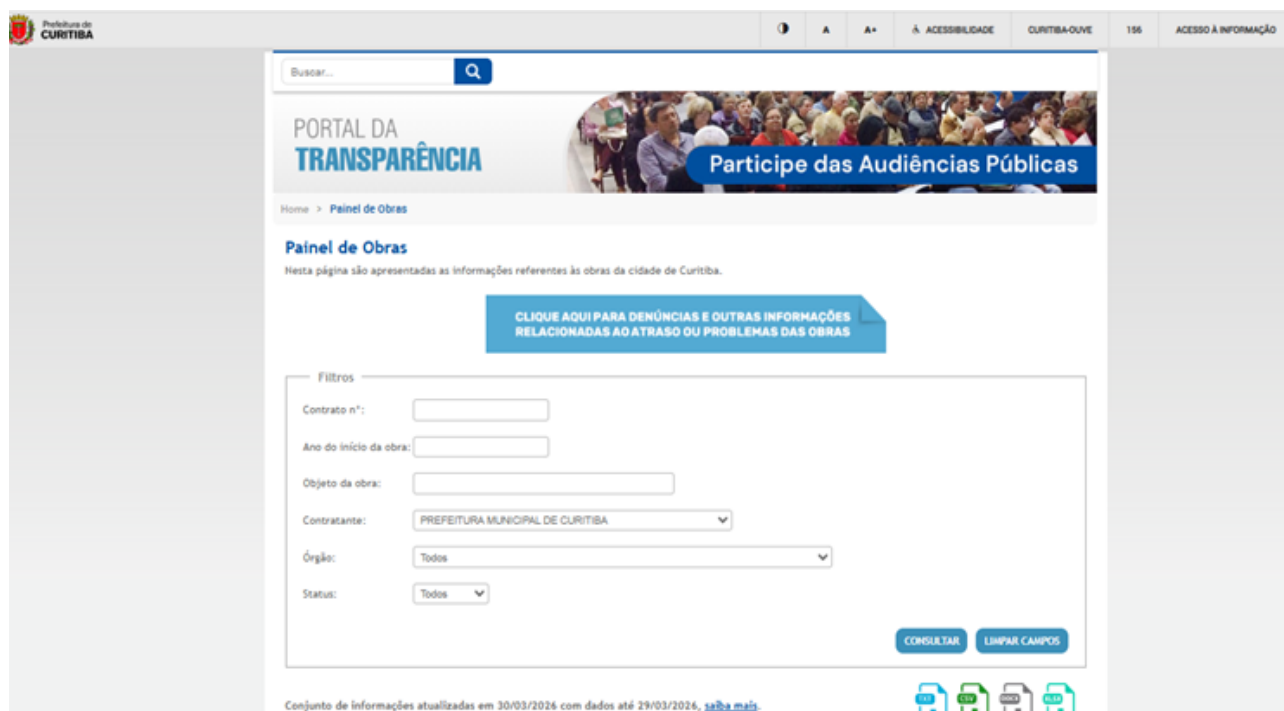 Prefeitura de
CURITIBA
A
A+
ACESSIBILIDADE
CURITIBA-OUVE
156
ACESSO À INFORMAÇÃO
Buscar...
PORTAL DA
TRANSPARÊNCIA
Participe das Audiências Públicas
Home > Painel de Obras
Painel de Obras
Nesta página são apresentadas as informações referentes às obras da cidade de Curitiba.
CLIQUE AQUI PARA DENÚNCIAS E OUTRAS INFORMAÇÕES
RELACIONADAS AO ATRASO OU PROBLEMAS DAS OBRAS
Filtros
Contrato n°:
Ano do início da obra:
Objeto da obra:
Contratante: PREFEITURA MUNICIPAL DE CURITIBA
Órgão: Todos
Status: Todos
CONSULTAR LIMPAR CAMPOS
TXT CSV DOCX XLSX
Conjunto de informações atualizadas em 30/03/2026 com dados até 29/03/2026, saiba mais.